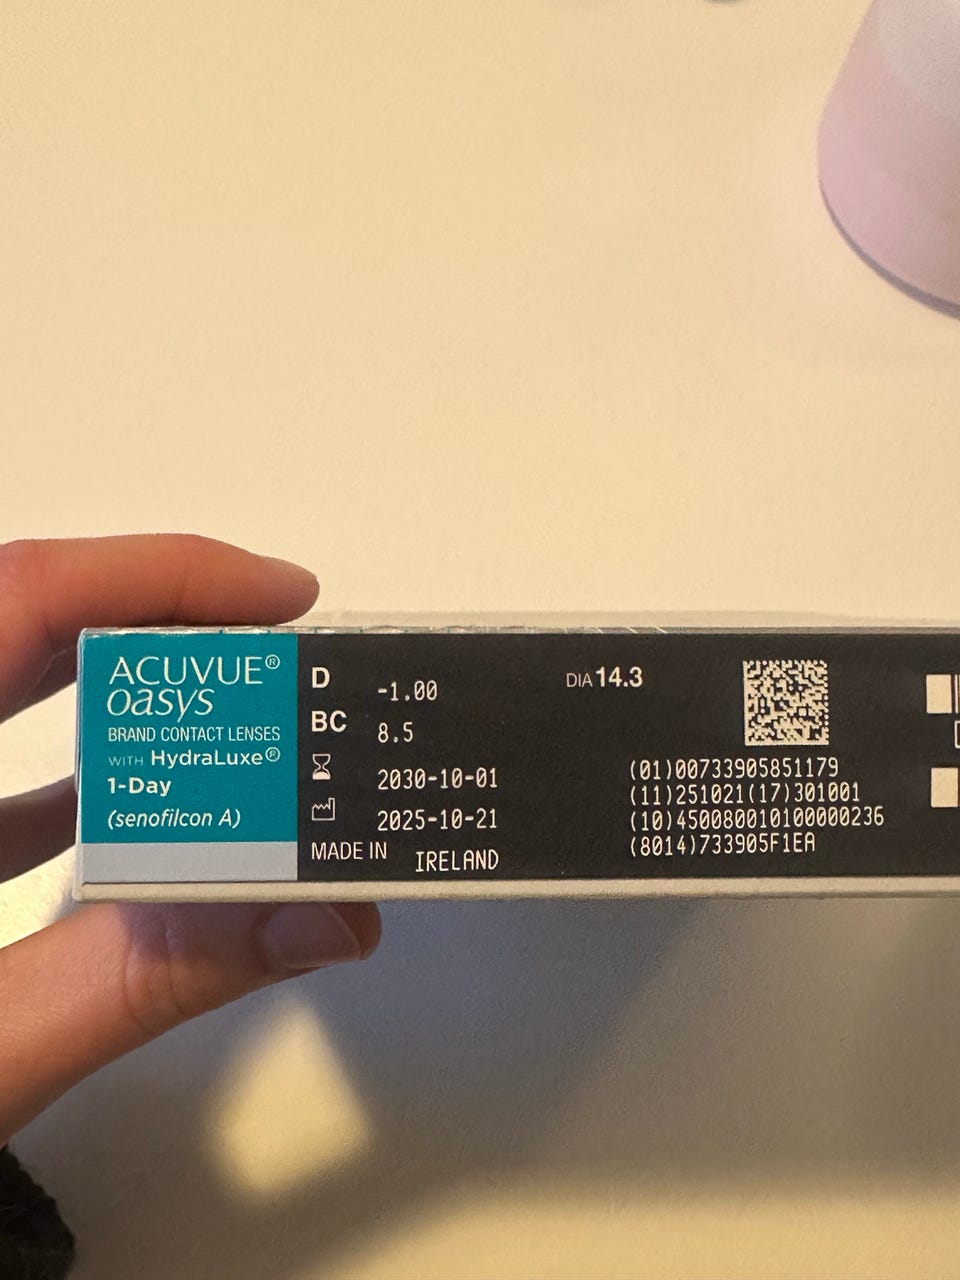 ACUVUE®
oasys
BRAND CONTACT LENSES
WITH HydraLuxe®
1-Day
(senofilcon A)
D -1.00
BC 8.5
2030-10-01
2025-10-21
MADE IN IRELAND
DIA 14.3
(01)00733905851179
(11)251021(17)301001
(10)450080010100000236
(8014)733905F1EA